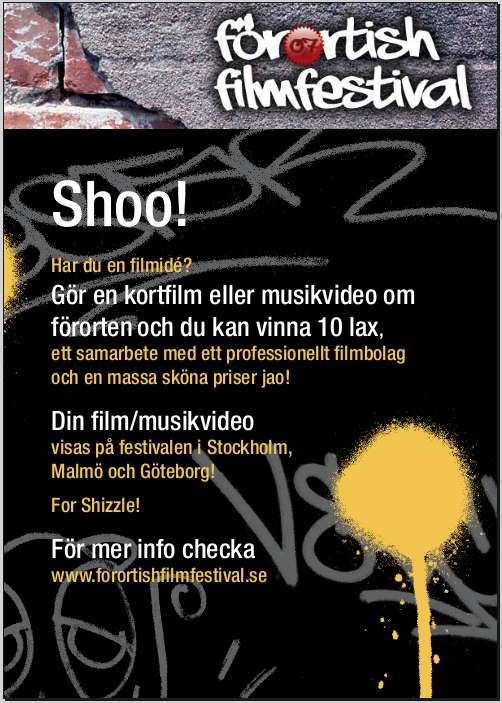 förortish
07
filmfestival
Shoo!
Har du en filmidé?
Gör en kortfilm eller musikvideo om
förorten och du kan vinna 10 lax,
ett samarbete med ett professionellt filmbolag
och en massa sköna priser jao!
Din film/musikvideo
visas på festivalen i Stockholm,
Malmö och Göteborg!
For Shizzle!
För mer info checka
www.forortishfilmfestival.se